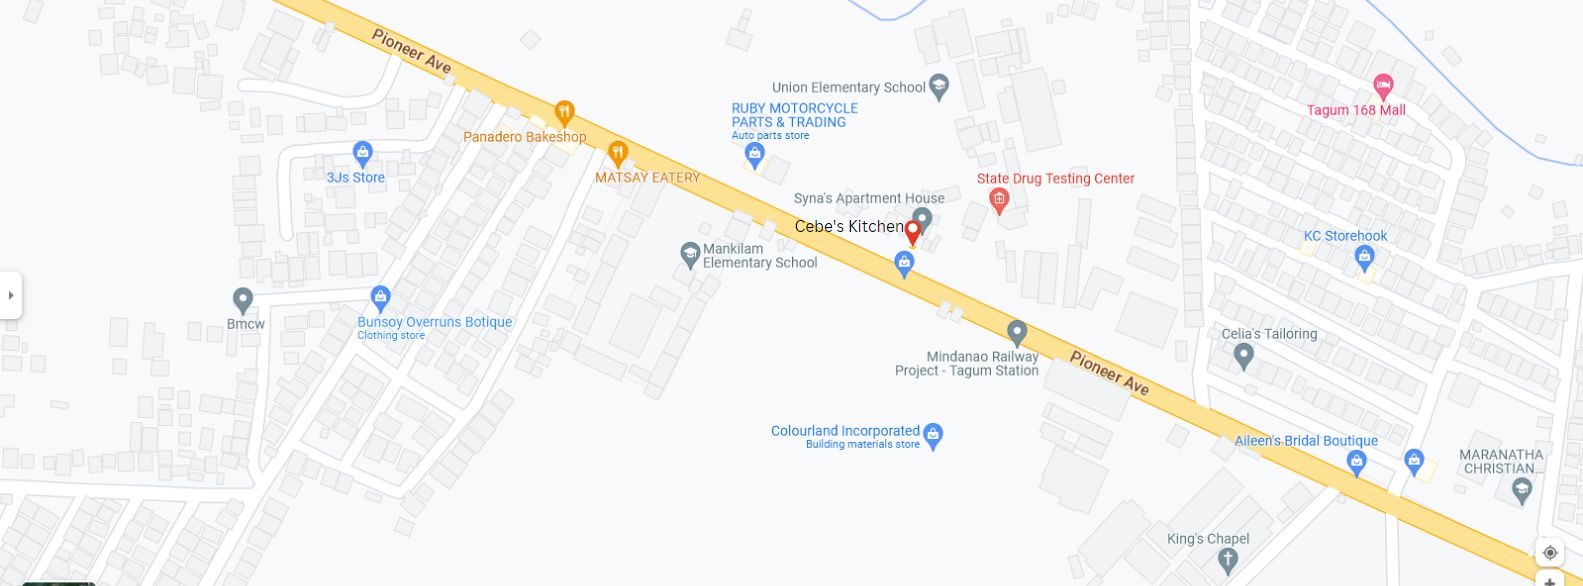 Pioneer Ave
Union Elementary School
Tagum 168 Mall
RUBY MOTORCYCLE
PARTS & TRADING
Auto parts store
Panadero Bakeshop
3Js Store
MATSAY EATERY
State Drug Testing Center
Syna's Apartment House
Cebe's Kitchen
KC Storehook
Mankilam
Elementary School
Bmcw
Bunsoy Overruns Botique
Clothing store
Celia's Tailoring
Mindanao Railway
Project - Tagum Station
Pioneer Ave
Colourland Incorporated
Building materials store
Aileen's Bridal Boutique
MARANATHA
CHRISTIAN...
King's Chapel